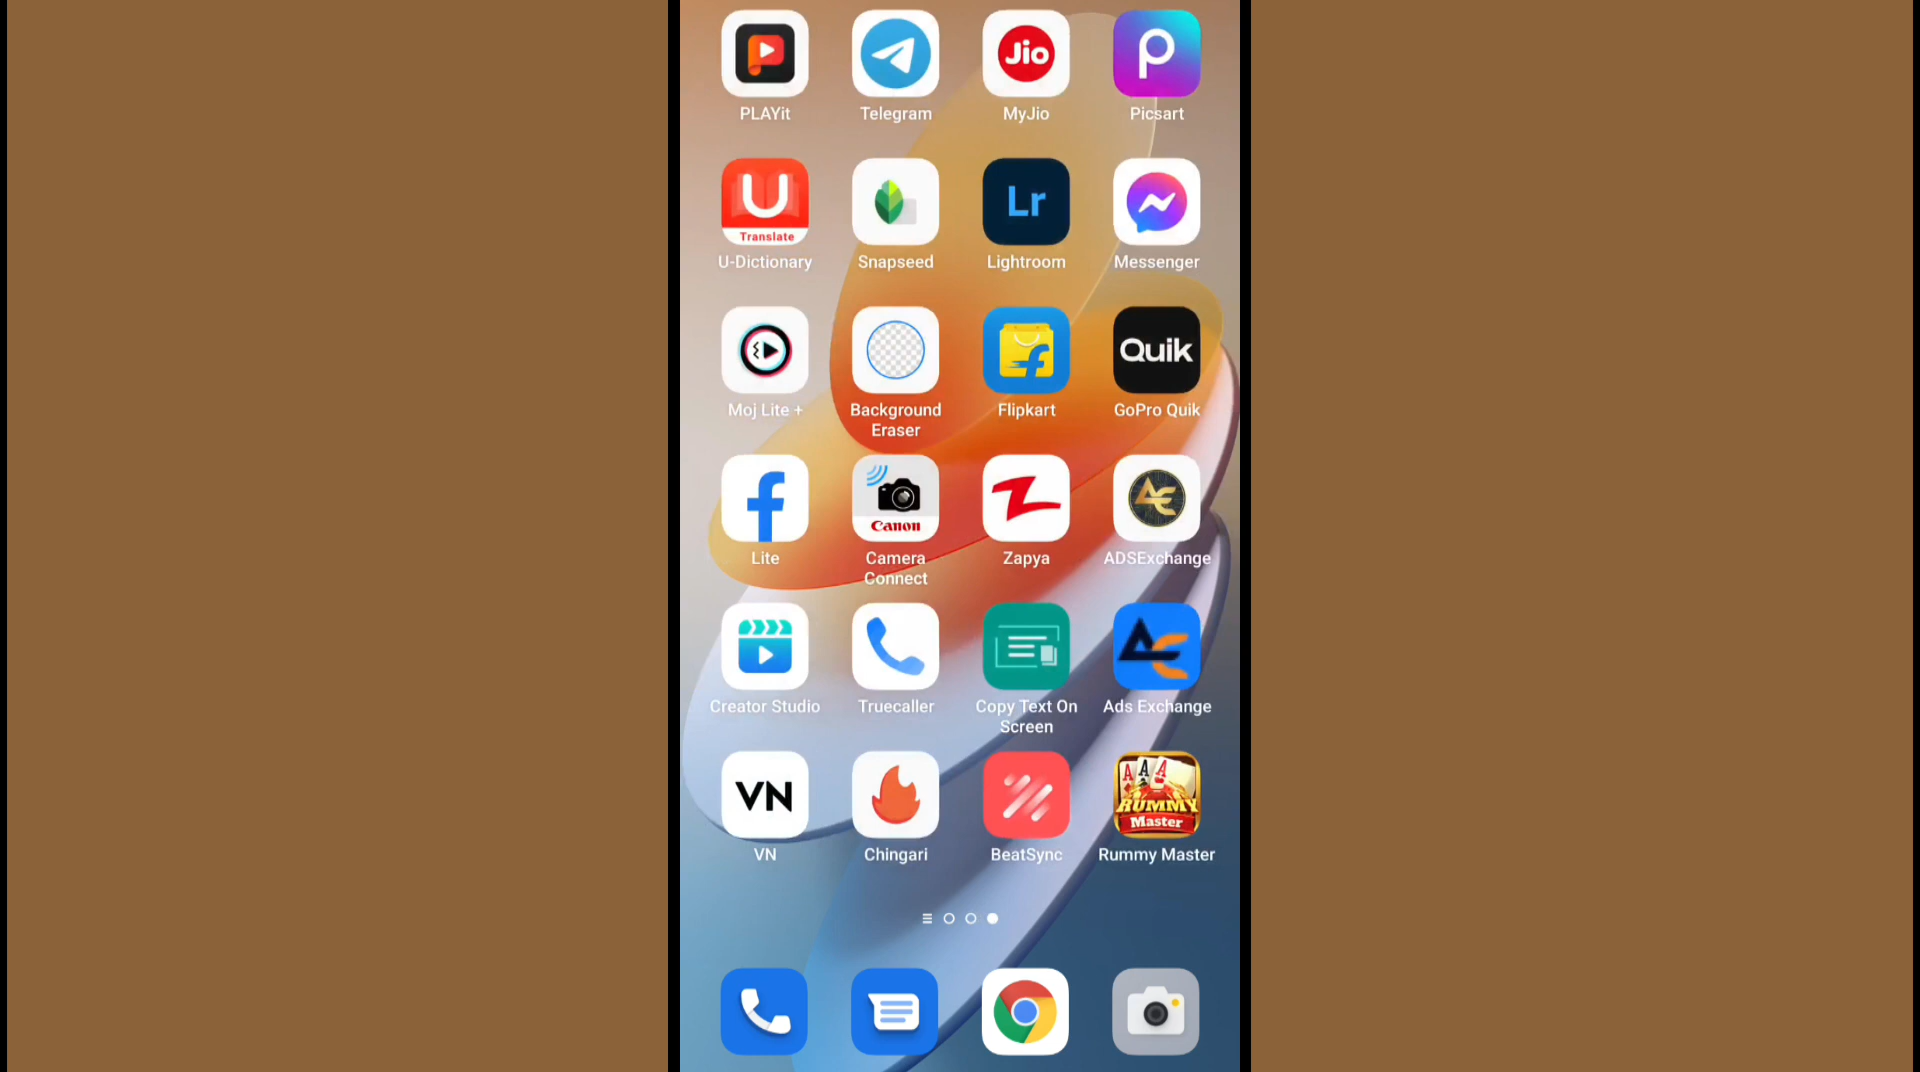 Jio
PLAYit Telegram MyJio Picsart
U
Translate
Lr
U-Dictionary Snapseed Lightroom Messenger
Quik
Moj Lite + Background Eraser Flipkart GoPro Quik
Canon
Lite Camera Connect Zapya ADSExchange
Creator Studio Truecaller Copy Text On Screen Ads Exchange
VN
A A A
RUMMY
Master
VN Chingari BeatSync Rummy Master